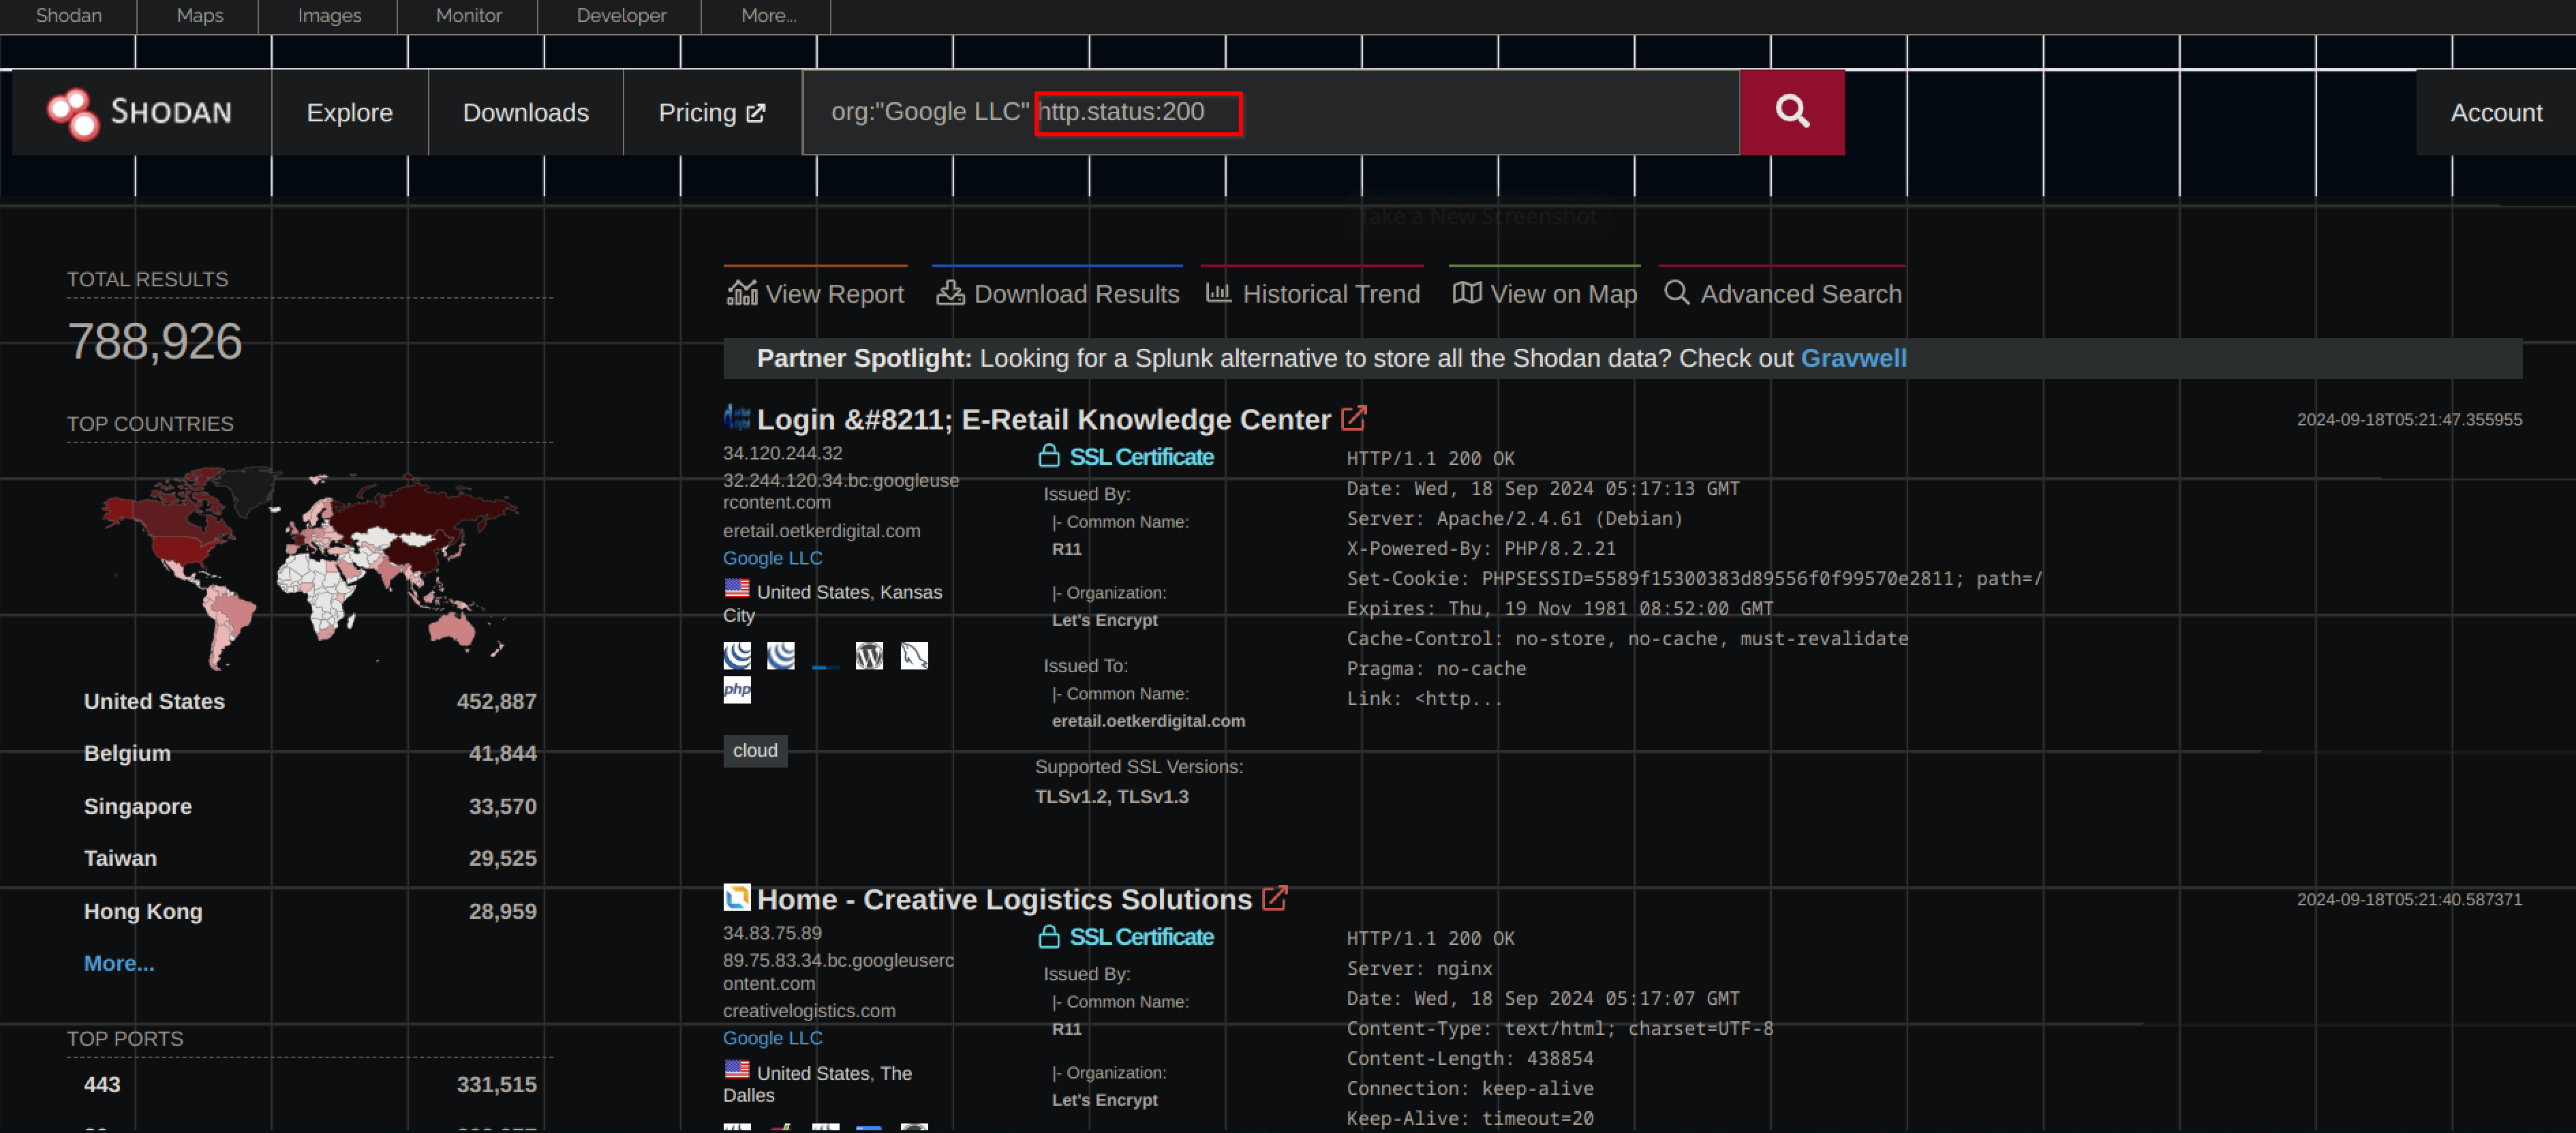 Shodan
Maps
Images
Monitor
Developer
More...
SHODAN
Explore
Downloads
Pricing
org:"Google LLC" http.status:200
Account
Take a New Screenshot
TOTAL RESULTS
788,926
TOP COUNTRIES
United States 452,887
Belgium 41,844
Singapore 33,570
Taiwan 29,525
Hong Kong 28,959
More...
TOP PORTS
443 331,515
View Report
Download Results
Historical Trend
View on Map
Advanced Search
Partner Spotlight: Looking for a Splunk alternative to store all the Shodan data? Check out Gravwell
Login &#8211; E-Retail Knowledge Center
2024-09-18T05:21:47.355955
34.120.244.32
32.244.120.34.bc.googleuse
rcontent.com
eretail.oetkerdigital.com
Google LLC
United States, Kansas
City
php
cloud
SSL Certificate
Issued By:
|- Common Name:
R11
|- Organization:
Let's Encrypt
Issued To:
|- Common Name:
eretail.oetkerdigital.com
Supported SSL Versions:
TLSv1.2, TLSv1.3
HTTP/1.1 200 OK
Date: Wed, 18 Sep 2024 05:17:13 GMT
Server: Apache/2.4.61 (Debian)
X-Powered-By: PHP/8.2.21
Set-Cookie: PHPSESSID=5589f15300383d89556f0f99570e2811; path=/
Expires: Thu, 19 Nov 1981 08:52:00 GMT
Cache-Control: no-store, no-cache, must-revalidate
Pragma: no-cache
Link: <http...
Home - Creative Logistics Solutions
2024-09-18T05:21:40.587371
34.83.75.89
89.75.83.34.bc.googleuserc
ontent.com
creativelogistics.com
Google LLC
United States, The
Dalles
SSL Certificate
Issued By:
|- Common Name:
R11
|- Organization:
Let's Encrypt
HTTP/1.1 200 OK
Server: nginx
Date: Wed, 18 Sep 2024 05:17:07 GMT
Content-Type: text/html; charset=UTF-8
Content-Length: 438854
Connection: keep-alive
Keep-Alive: timeout=20